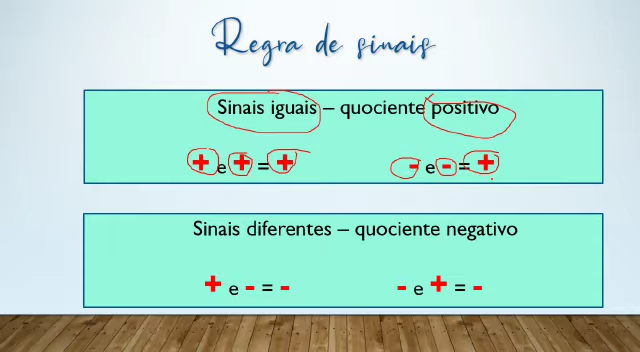 Regra de sinais
Sinais iguais – quociente positivo
+ e + = + - e - = +
Sinais diferentes – quociente negativo
+ e - = - - e + = -